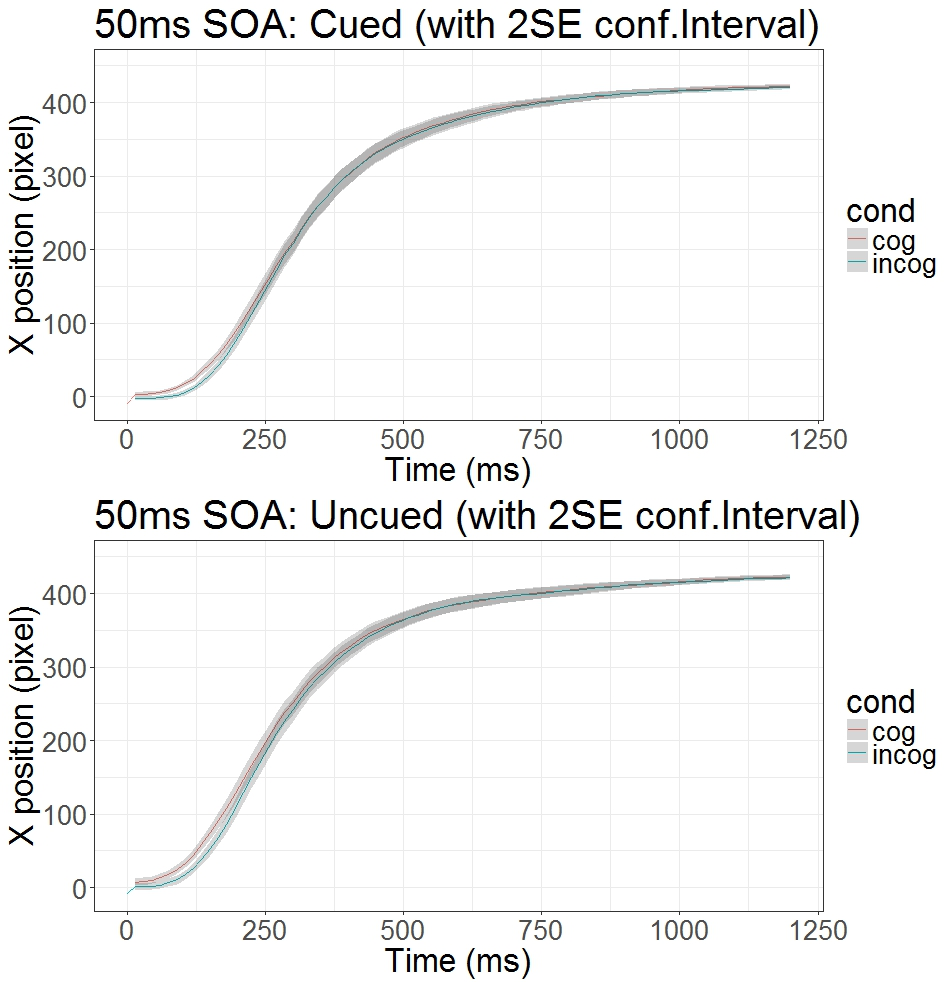 50ms SOA: Cued (with 2SE conf.Interval)
X position (pixel)
400
300
200
100
0
0 250 500 750 1000 1250
Time (ms)
cond
cog
incog
50ms SOA: Uncued (with 2SE conf.Interval)
X position (pixel)
400
300
200
100
0
0 250 500 750 1000 1250
Time (ms)
cond
cog
incog